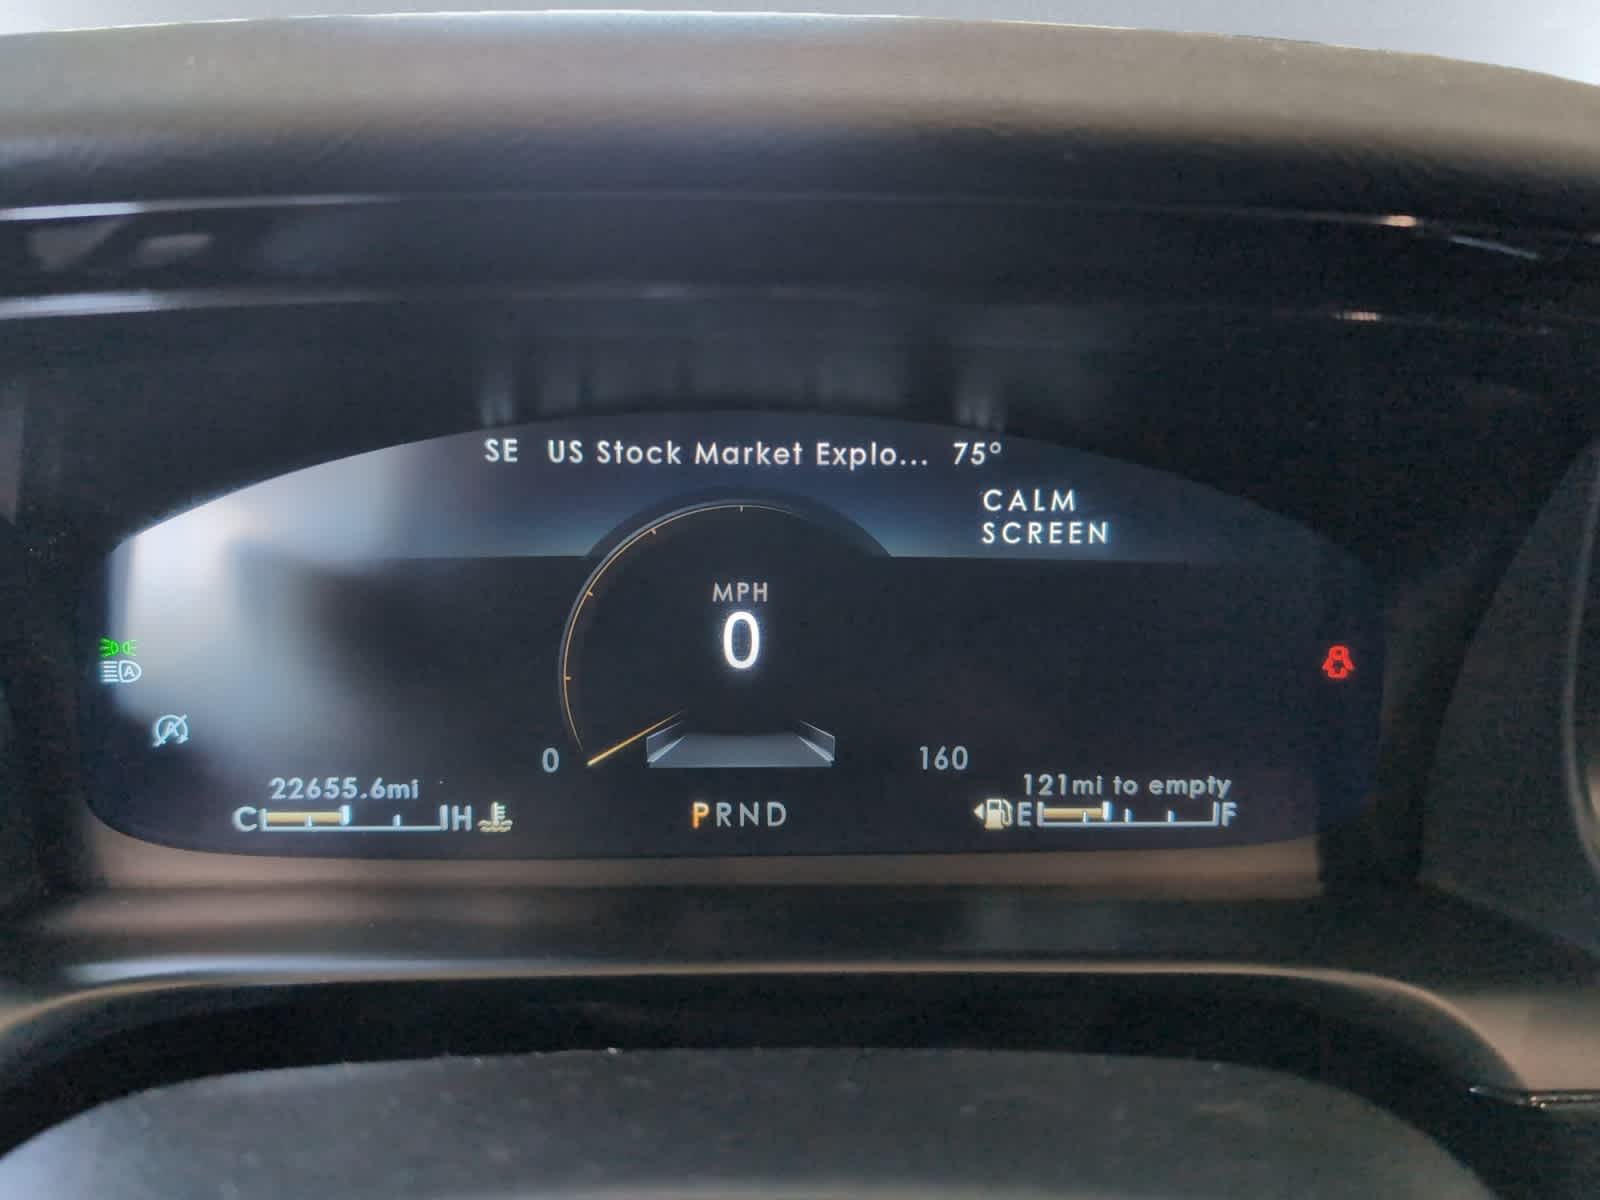 SE US Stock Market Explo... 75°
CALM
SCREEN
MPH
0
A
A
0
160
22655.6mi
121mi to empty
C H
PRND
E F